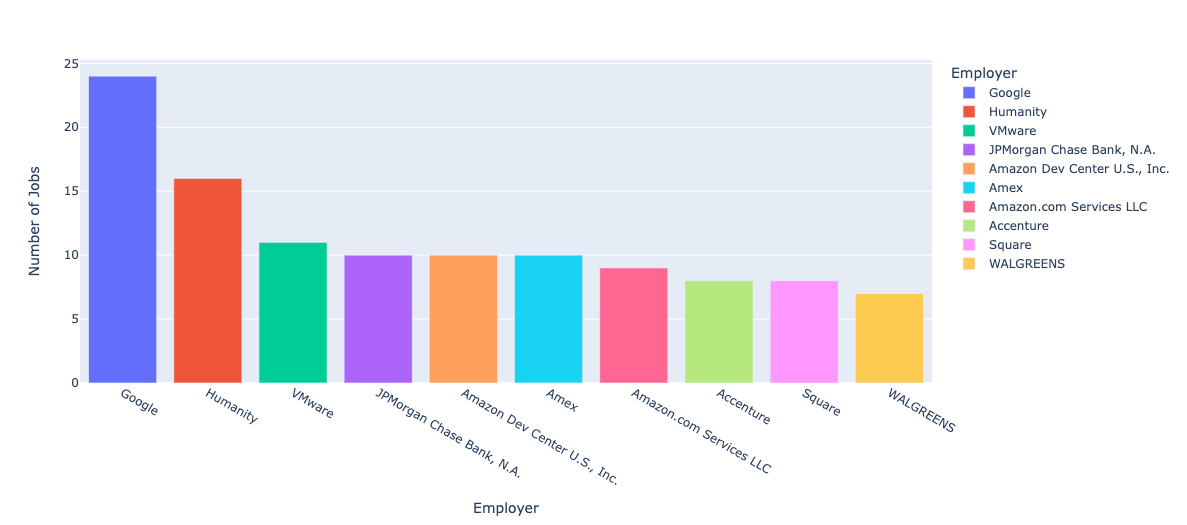 25
20
15
10
5
0
Number of Jobs
Google
Humanity
VMware
JPMorgan Chase Bank, N.A.
Amazon Dev Center U.S., Inc.
Amex
Amazon.com Services LLC
Accenture
Square
WALGREENS
Employer
Employer
Google
Humanity
VMware
JPMorgan Chase Bank, N.A.
Amazon Dev Center U.S., Inc.
Amex
Amazon.com Services LLC
Accenture
Square
WALGREENS